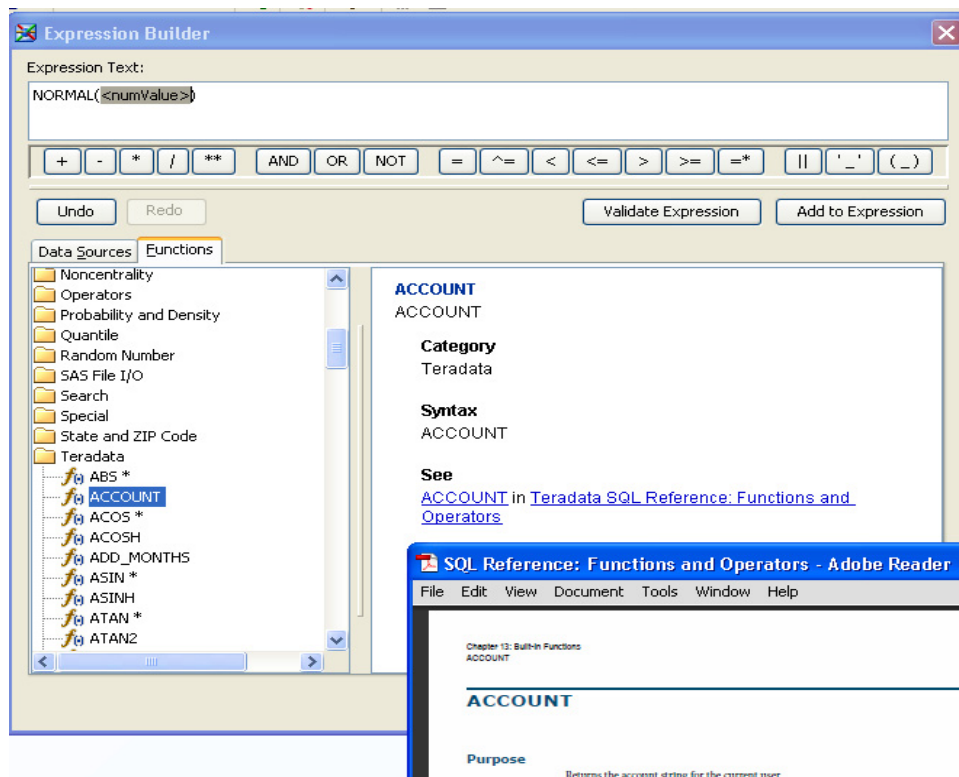 Expression Builder
Expression Text:
NORMAL(<numValue>)
+ - * / ** AND OR NOT = ^= < <= > >= =* || '_' (_)
Undo Redo Validate Expression Add to Expression
Data Sources Functions
Noncentrality
Operators
Probability and Density
Quantile
Random Number
SAS File I/O
Search
Special
State and ZIP Code
Teradata
ABS *
ACCOUNT
ACOS *
ACOSH
ADD_MONTHS
ASIN *
ASINH
ATAN *
ATAN2
ACCOUNT
ACCOUNT
Category
Teradata
Syntax
ACCOUNT
See
ACCOUNT in Teradata SQL Reference: Functions and
Operators
SQL Reference: Functions and Operators - Adobe Reader
File Edit View Document Tools Window Help
Chapter 13: Built-In Functions
ACCOUNT
ACCOUNT
Purpose
Returns the account string for the current user.